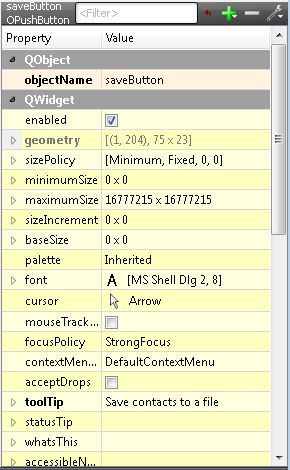 saveButton
QPushButton
<Filter>
Property Value
QObject
objectName saveButton
QWidget
enabled
geometry [(1, 204), 75 x 23]
sizePolicy [Minimum, Fixed, 0, 0]
minimumSize 0 x 0
maximumSize 16777215 x 16777215
sizeIncrement 0 x 0
baseSize 0 x 0
palette Inherited
font A [MS Shell Dlg 2, 8]
cursor Arrow
mouseTrack...
focusPolicy StrongFocus
contextMen... DefaultContextMenu
acceptDrops
toolTip Save contacts to a file
statusTip
whatsThis
accessibleN...